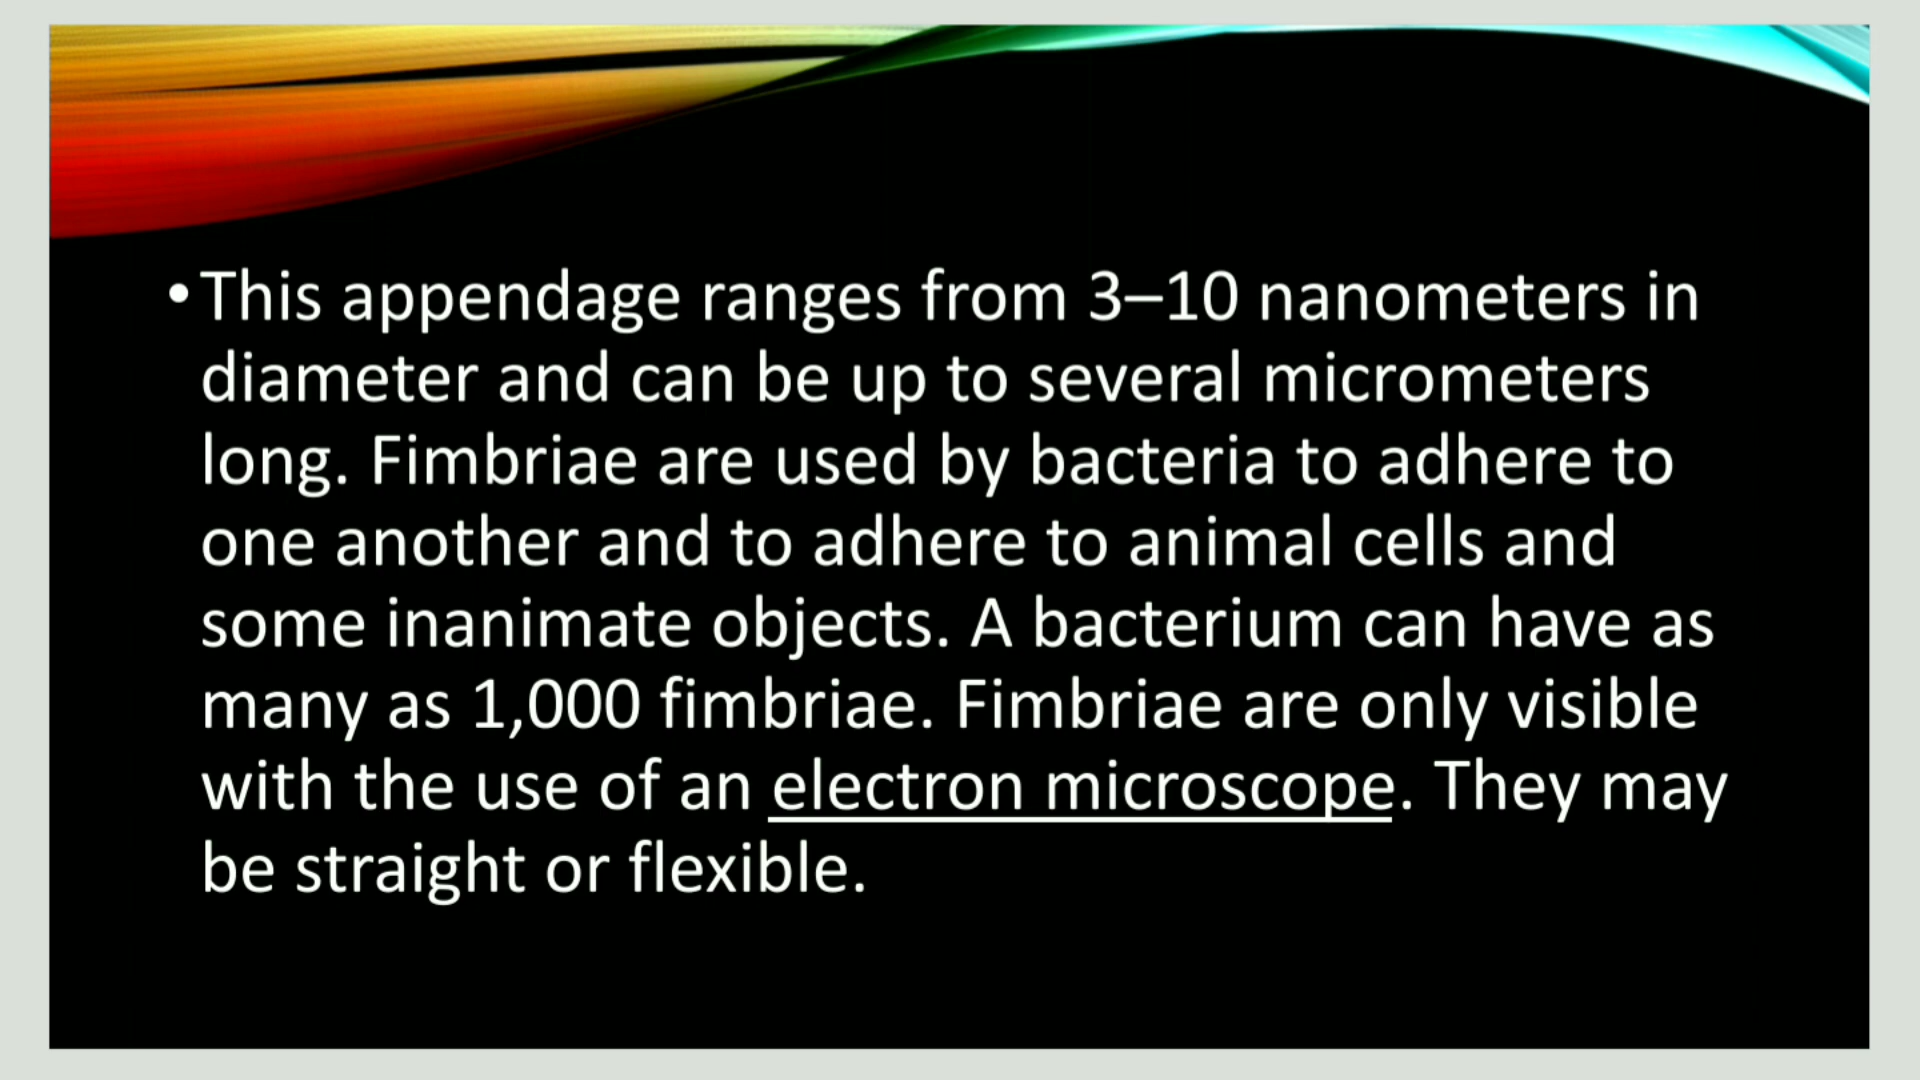 •This appendage ranges from 3–10 nanometers in
diameter and can be up to several micrometers
long. Fimbriae are used by bacteria to adhere to
one another and to adhere to animal cells and
some inanimate objects. A bacterium can have as
many as 1,000 fimbriae. Fimbriae are only visible
with the use of an electron microscope. They may
be straight or flexible.